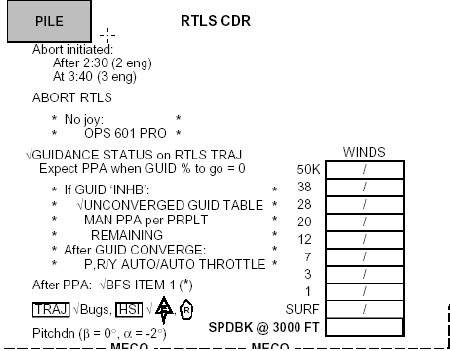 PILE
RTLS CDR
Abort initiated:
After 2:30 (2 eng)
At 3:40 (3 eng)
ABORT RTLS
* No joy: *
* OPS 601 PRO *
√GUIDANCE STATUS on RTLS TRAJ
Expect PPA when GUID % to go = 0
* If GUID 'INHB': *
* √UNCONVERGED GUID TABLE *
* MAN PPA per PRPLT *
* REMAINING *
* After GUID CONVERGE: *
* P,R/Y AUTO/AUTO THROTTLE *
After PPA: √BFS ITEM 1 (*)
TRAJ √Bugs, HSI √ , R
Pitchdn (β = 0°, α = -2°)
MECO MECO
WINDS
50K /
38 /
28 /
20 /
12 /
7 /
3 /
1 /
SURF /
SPDBK @ 3000 FT